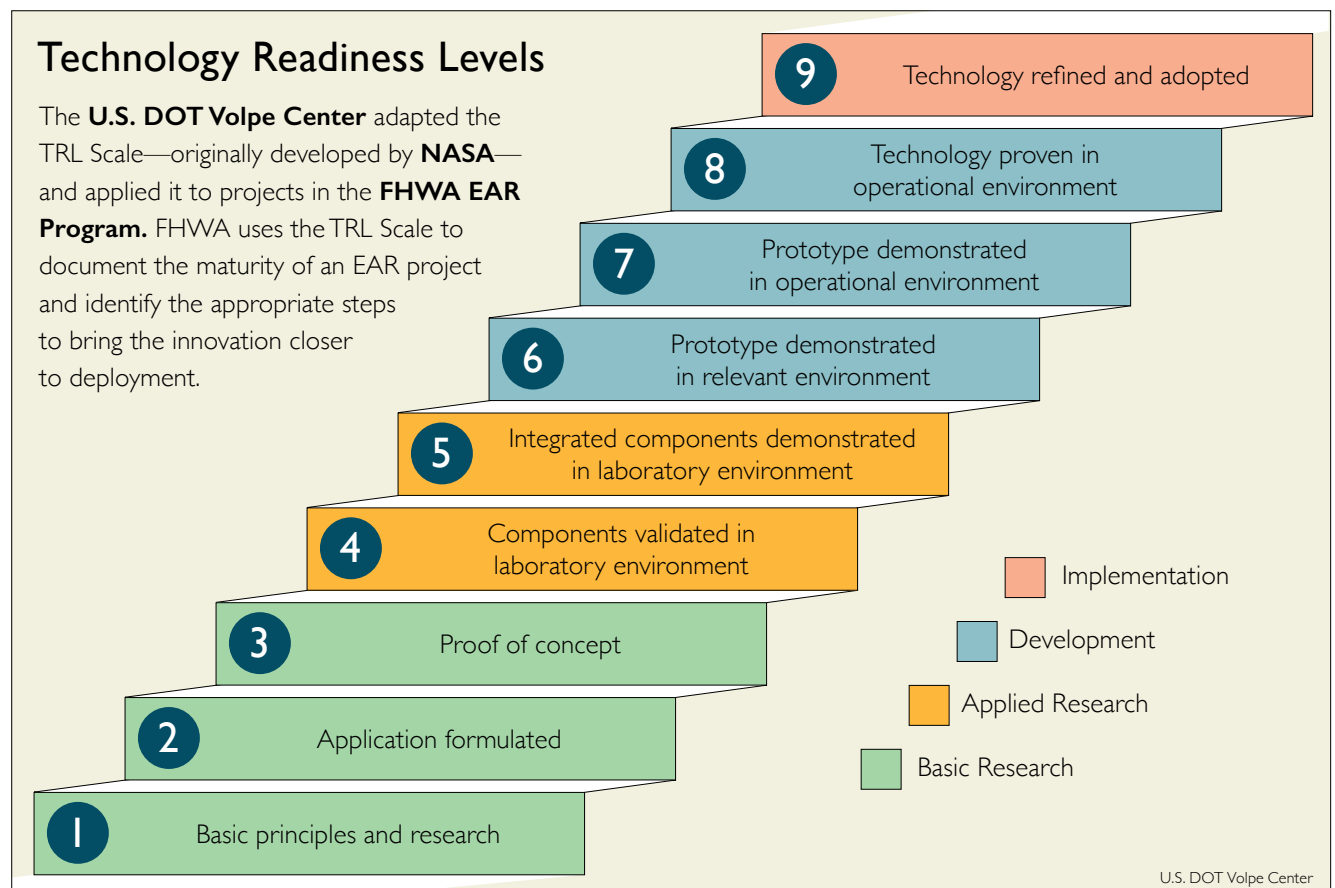 Technology Readiness Levels
The U.S. DOT Volpe Center adapted the
TRL Scale—originally developed by NASA—
and applied it to projects in the FHWA EAR
Program. FHWA uses the TRL Scale to
document the maturity of an EAR project
and identify the appropriate steps
to bring the innovation closer
to deployment.
9
Technology refined and adopted
8
Technology proven in
operational environment
7
Prototype demonstrated
in operational environment
6
Prototype demonstrated
in relevant environment
5
Integrated components demonstrated
in laboratory environment
4
Components validated in
laboratory environment
3
Proof of concept
2
Application formulated
1
Basic principles and research
Implementation
Development
Applied Research
Basic Research
U.S. DOT Volpe Center